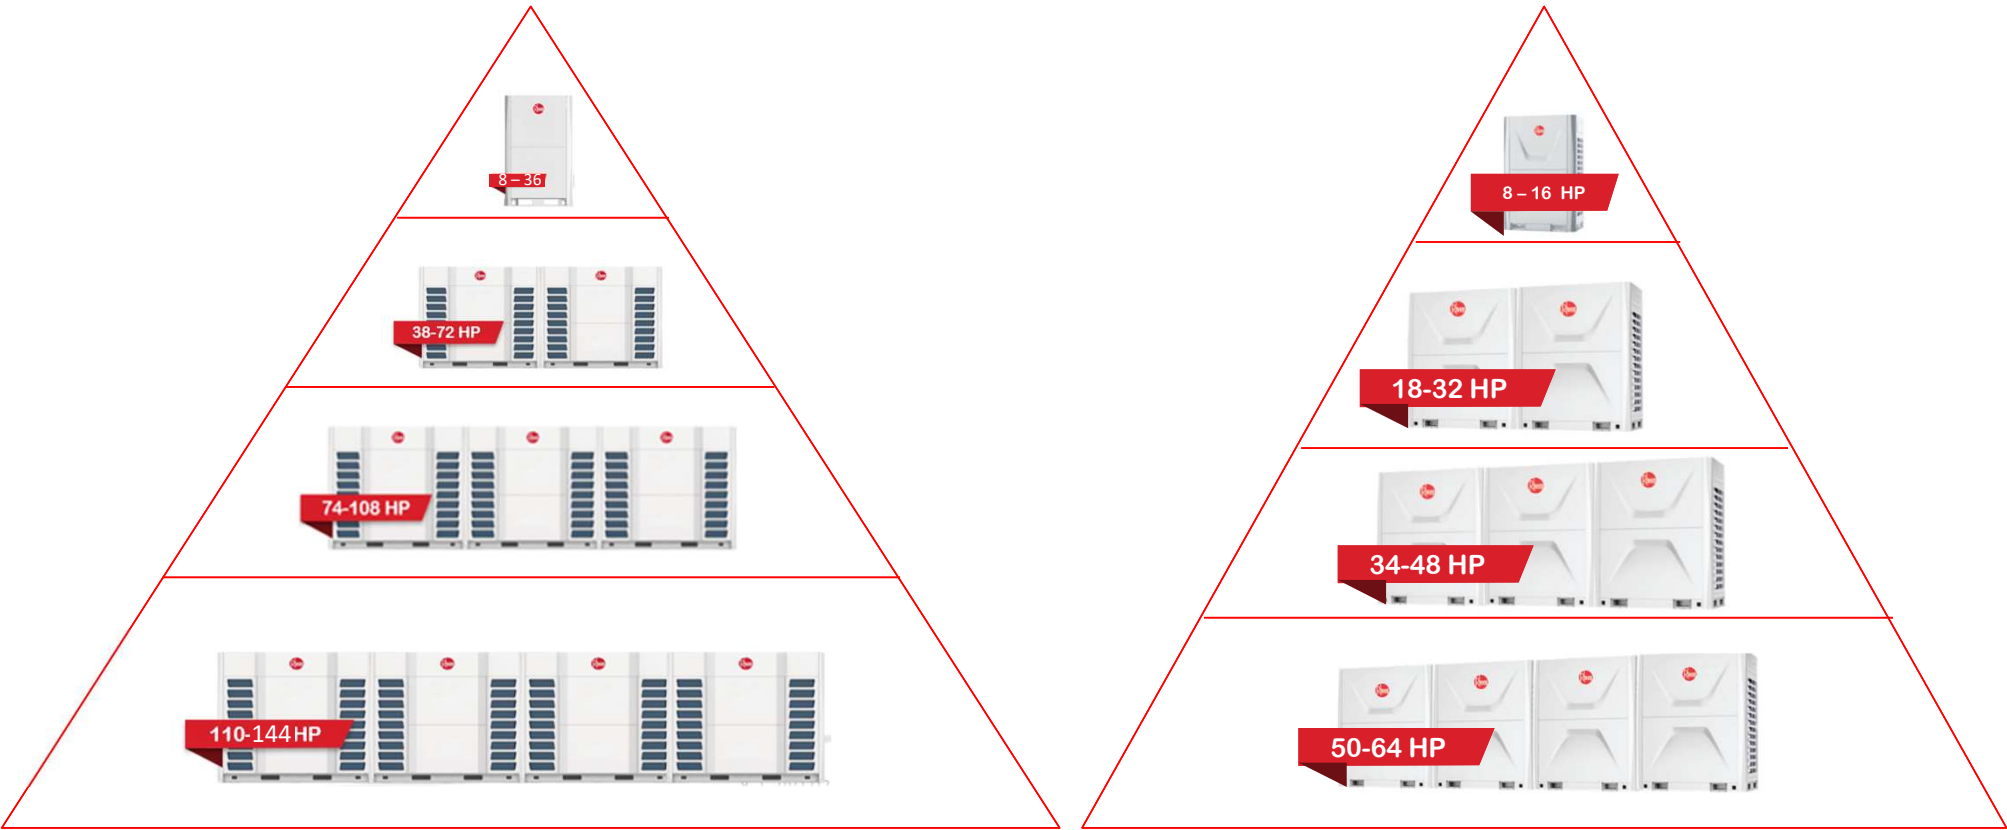 8 – 36
38-72 HP
74-108 HP
110-144 HP
8 – 16 HP
18-32 HP
34-48 HP
50-64 HP